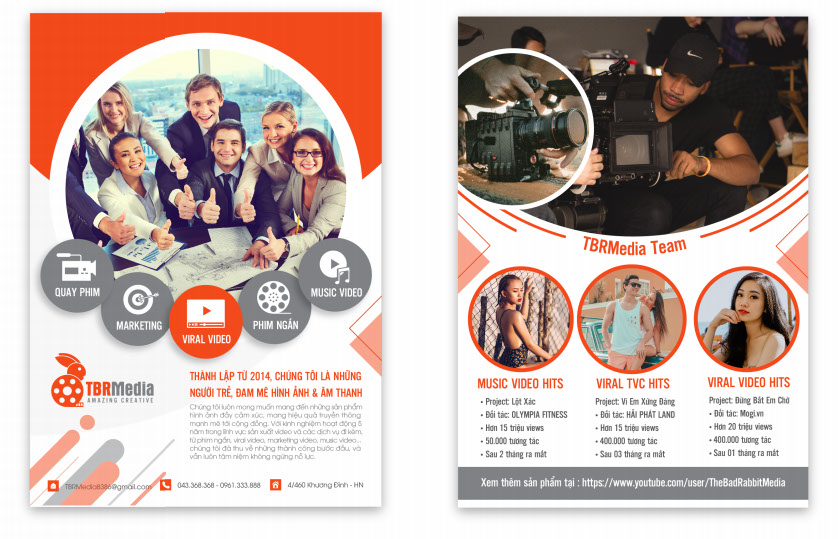 QUAY PHIM
MARKETING
VIRAL VIDEO
PHIM NGẮN
MUSIC VIDEO
TBRMedia
AMAZING CREATIVE
THÀNH LẬP TỪ 2014, CHÚNG TÔI LÀ NHỮNG
NGƯỜI TRẺ, ĐAM MÊ HÌNH ẢNH & ÂM THANH
Chúng tôi luôn mong muốn mang đến những sản phẩm
hình ảnh đầy cảm xúc, mang hiệu quả truyền thông
mạnh mẽ tới cộng đồng. Với kinh nghiệm hoạt động 5
năm trong lĩnh vực sản xuất video và các dịch vụ đi kèm,
từ phim ngắn, viral video, marketing video, music video...
chúng tôi đã thu về những thành công bước đầu, và
vẫn luôn tâm niệm không ngừng nỗ lực.
TBRMedia8386@gmail.com
043.368.368 - 0961.333.888
4/460 Khương Đình - HN
TBRMedia Team
MUSIC VIDEO HITS
• Project: Lột Xác
• Đối tác: OLYMPIA FITNESS
• Hơn 15 triệu views
• 50.000 tương tác
• Sau 2 tháng ra mắt
VIRAL TVC HITS
Project: Vì Em Xứng Đáng
• Đối tác: HẢI PHÁT LAND
• Hơn 15 triệu views
• 400.000 tương tác
• Sau 03 tháng ra mắt
VIRAL VIDEO HITS
Project: Đừng Bắt Em Chờ
• Đối tác: Mogi.vn
• Hơn 20 triệu views
• 400.000 tương tác
• Sau 01 tháng ra mắt
Xem thêm sản phẩm tại : https://www.youtube.com/user/TheBadRabbitMedia